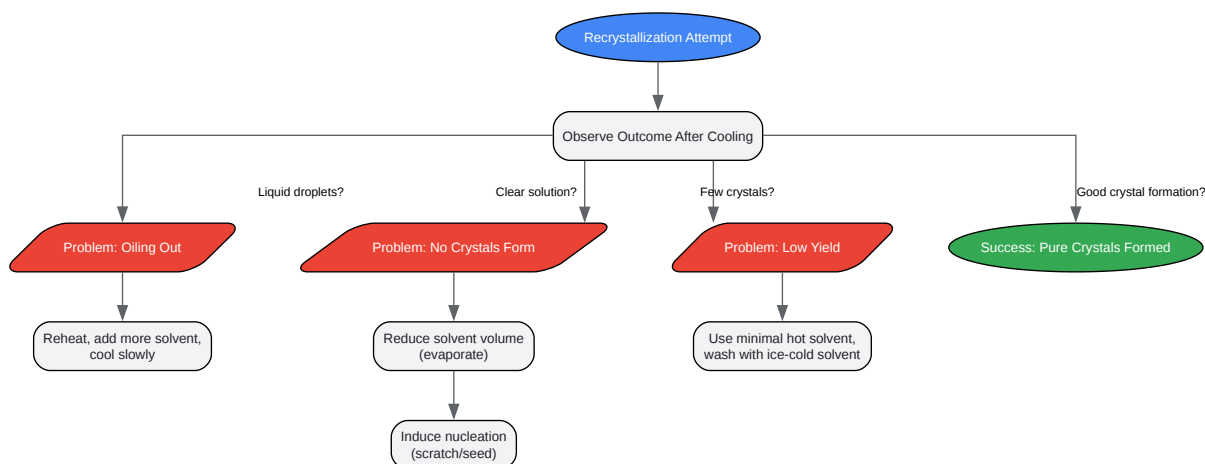 Recrystallization Attempt
Observe Outcome After Cooling
Liquid droplets?
Clear solution?
Few crystals?
Good crystal formation?
Problem: Oiling Out
Problem: No Crystals Form
Problem: Low Yield
Success: Pure Crystals Formed
Reheat, add more solvent,
cool slowly
Reduce solvent volume
(evaporate)
Use minimal hot solvent,
wash with ice-cold solvent
Induce nucleation
(scratch/seed)